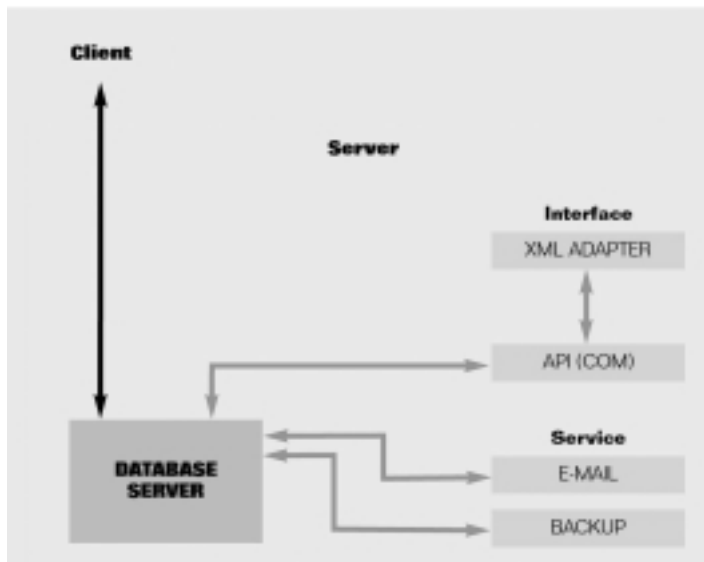 Client
Server
Interface
XML ADAPTER
API (COM)
DATABASE
SERVER
Service
E-MAIL
BACKUP